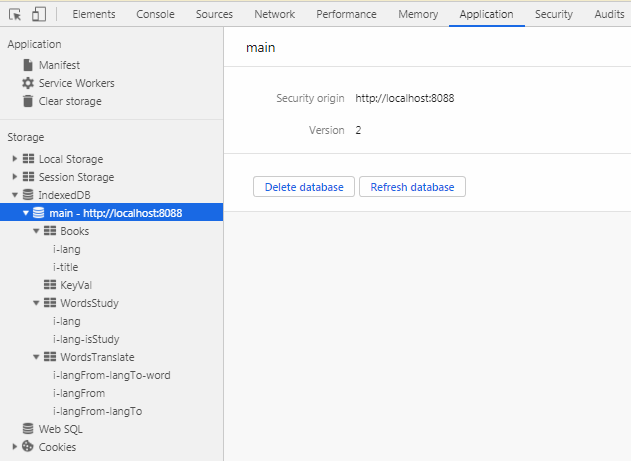 Elements Console Sources Network Performance Memory Application Security Audits
Application
Manifest
Service Workers
Clear storage
Storage
Local Storage
Session Storage
IndexedDB
main - http://localhost:8088
Books
i-lang
i-title
KeyVal
WordsStudy
i-lang
i-lang-isStudy
WordsTranslate
i-langFrom-langTo-word
i-langFrom
i-langFrom-langTo
Web SQL
Cookies
main
Security origin http://localhost:8088
Version 2
Delete database Refresh database